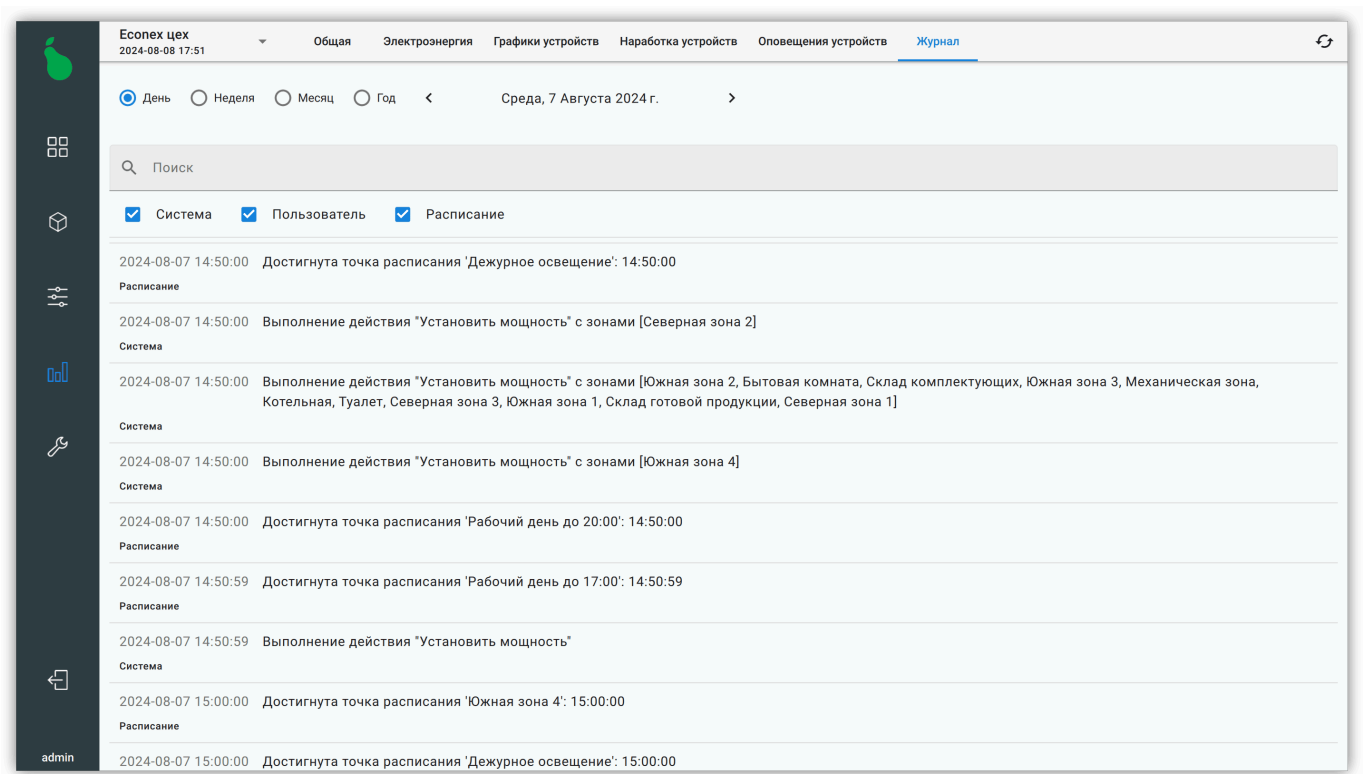 Econex цех
2024-08-08 17:51
Общая
Электроэнергия
Графики устройств
Наработка устройств
Оповещения устройств
Журнал
День
Неделя
Месяц
Год
Среда, 7 Августа 2024 г.
Поиск
Система
Пользователь
Расписание
2024-08-07 14:50:00 Достигнута точка расписания 'Дежурное освещение': 14:50:00
Расписание
2024-08-07 14:50:00 Выполнение действия "Установить мощность" с зонами [Северная зона 2]
Система
2024-08-07 14:50:00 Выполнение действия "Установить мощность" с зонами [Южная зона 2, Бытовая комната, Склад комплектующих, Южная зона 3, Механическая зона,
Котельная, Туалет, Северная зона 3, Южная зона 1, Склад готовой продукции, Северная зона 1]
Система
2024-08-07 14:50:00 Выполнение действия "Установить мощность" с зонами [Южная зона 4]
Система
2024-08-07 14:50:00 Достигнута точка расписания 'Рабочий день до 20:00': 14:50:00
Расписание
2024-08-07 14:50:59 Достигнута точка расписания 'Рабочий день до 17:00': 14:50:59
Расписание
2024-08-07 14:50:59 Выполнение действия "Установить мощность"
Система
2024-08-07 15:00:00 Достигнута точка расписания 'Южная зона 4': 15:00:00
Расписание
2024-08-07 15:00:00 Достигнута точка расписания 'Дежурное освещение': 15:00:00
admin